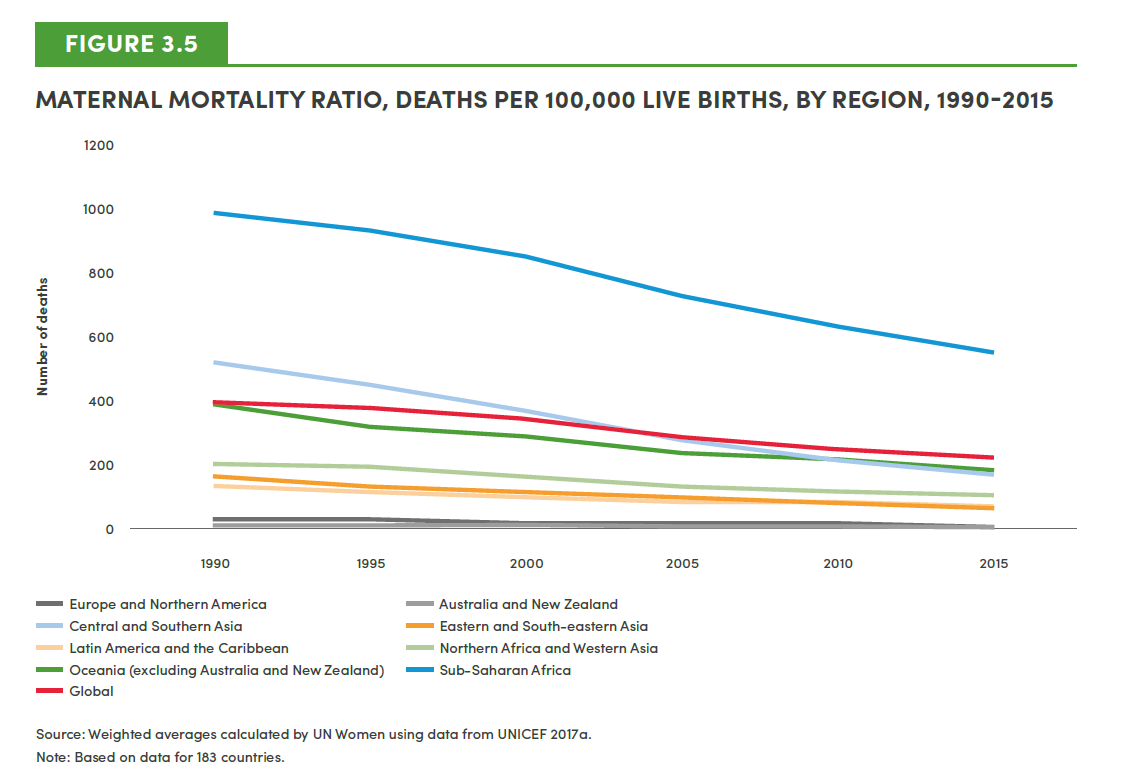 FIGURE 3.5
MATERNAL MORTALITY RATIO, DEATHS PER 100,000 LIVE BIRTHS, BY REGION, 1990-2015
1200
1000
800
600
400
200
0
Number of deaths
1990 1995 2000 2005 2010 2015
Europe and Northern America
Australia and New Zealand
Central and Southern Asia
Eastern and South-eastern Asia
Latin America and the Caribbean
Northern Africa and Western Asia
Oceania (excluding Australia and New Zealand)
Sub-Saharan Africa
Global
Source: Weighted averages calculated by UN Women using data from UNICEF 2017a.
Note: Based on data for 183 countries.